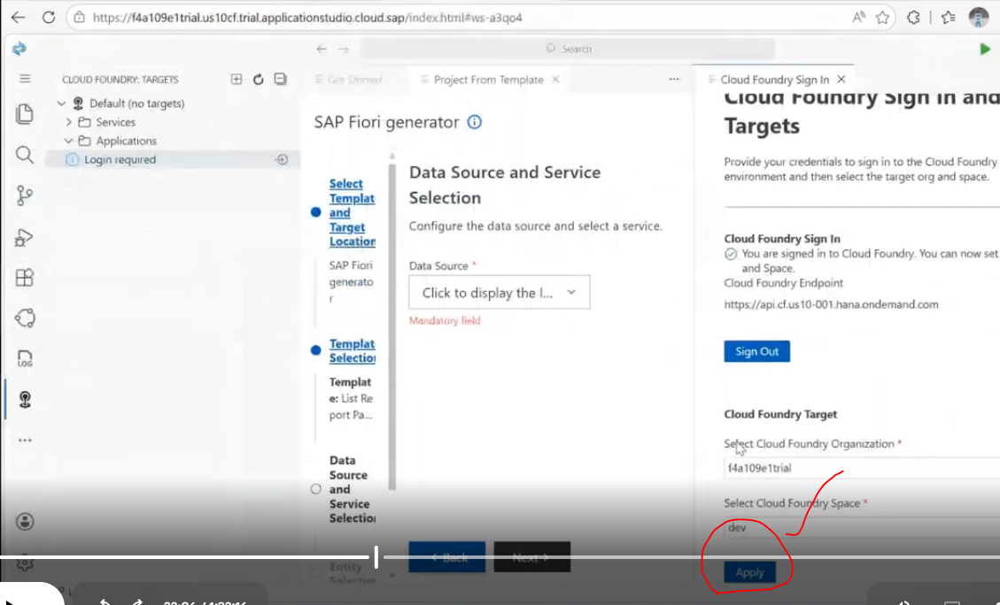 https://f4a109e1trial.us10cf.trial.applicationstudio.cloud.sap/index.html#ws-a3qo4
Search
CLOUD FOUNDRY: TARGETS
Default (no targets)
Services
Applications
Login required
LOG
Get Started
Project From Template
SAP Fiori generator
Select
Templat
and
Target
Location
SAP Fiori
generato
r
Templat
Selection
Templat
e: List Re
port Pa...
Data
Source
and
Service
Selection
Entity
Selection
Data Source and Service
Selection
Configure the data source and select a service.
Data Source *
Click to display the l...
Mandatory field
< Back
Next >
Cloud Foundry Sign In
Cloud Foundry Sign In and
Targets
Provide your credentials to sign in to the Cloud Foundry
environment and then select the target org and space.
Cloud Foundry Sign In
You are signed in to Cloud Foundry. You can now set
and Space.
Cloud Foundry Endpoint
https://api.cf.us10-001.hana.ondemand.com
Sign Out
Cloud Foundry Target
Select Cloud Foundry Organization *
f4a109e1trial
Select Cloud Foundry Space *
dev
Apply